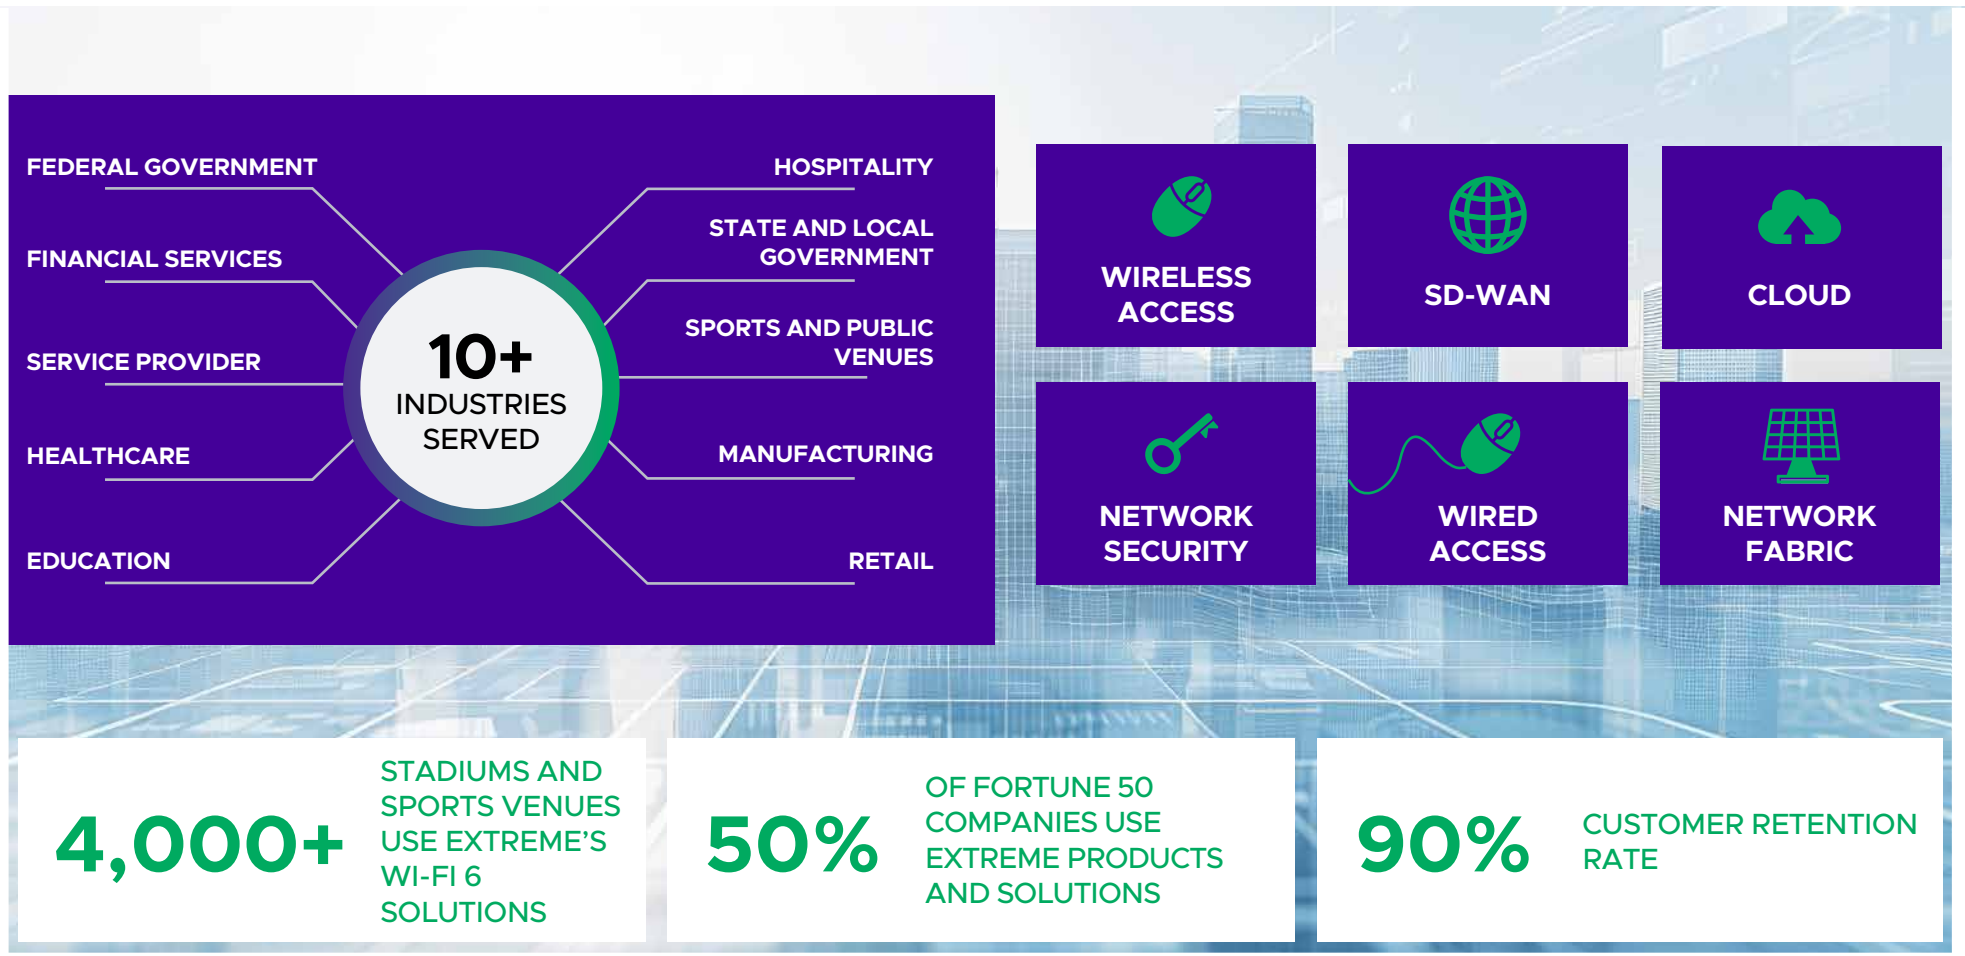 FEDERAL GOVERNMENT
FINANCIAL SERVICES
SERVICE PROVIDER
HEALTHCARE
EDUCATION
10+
INDUSTRIES
SERVED
HOSPITALITY
STATE AND LOCAL
GOVERNMENT
SPORTS AND PUBLIC
VENUES
MANUFACTURING
RETAIL
WIRELESS
ACCESS
SD-WAN
CLOUD
NETWORK
SECURITY
WIRED
ACCESS
NETWORK
FABRIC
4,000+
STADIUMS AND
SPORTS VENUES
USE EXTREME’S
WI-FI 6
SOLUTIONS
50%
OF FORTUNE 50
COMPANIES USE
EXTREME PRODUCTS
AND SOLUTIONS
90%
CUSTOMER RETENTION
RATE